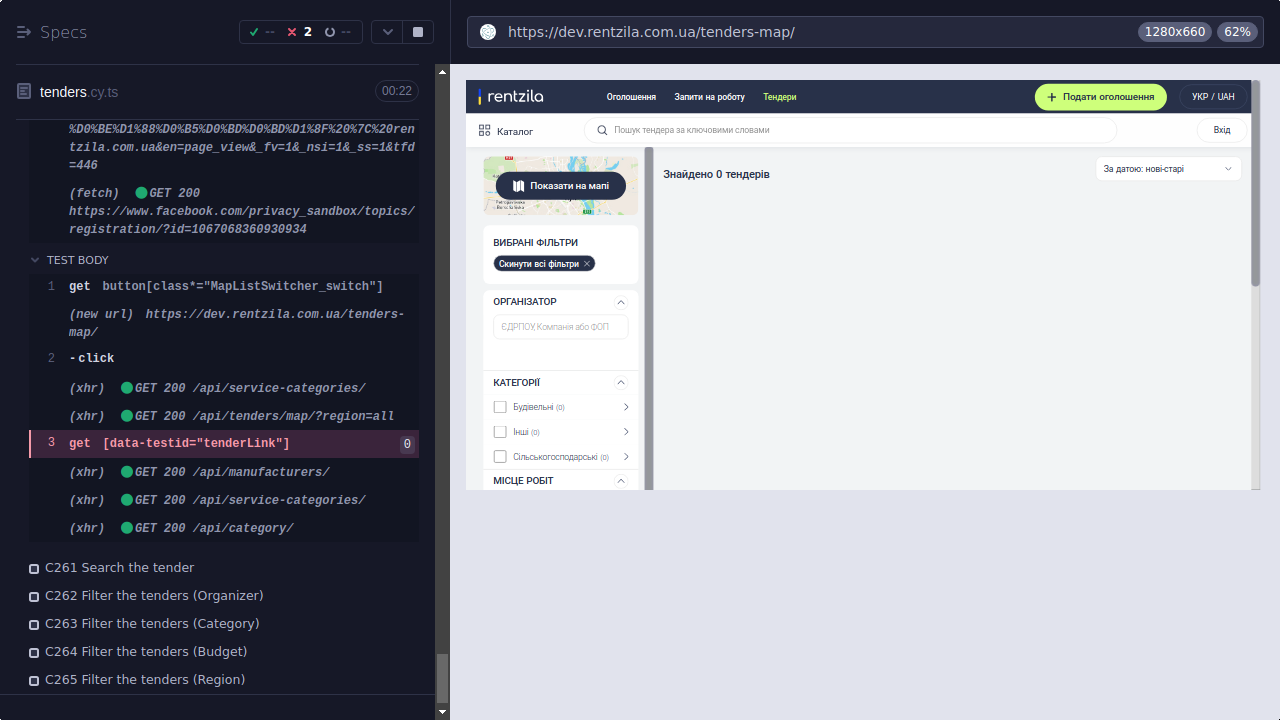 Specs
-- 2 --
tenders.cy.ts
00:22
%D0%BE%D1%88%D0%B5%D0%BD%D0%BD%D1%8F%20%7C%20ren
tzila.com.ua&en=page_view&_fv=1&_nsi=1&_ss=1&tfd
=446
(fetch) GET 200
https://www.facebook.com/privacy_sandbox/topics/
registration/?id=1067068360930934
TEST BODY
1 get button[class*="MapListSwitcher_switch"]
(new url) https://dev.rentzila.com.ua/tenders-
map/
2 -click
(xhr) GET 200 /api/service-categories/
(xhr) GET 200 /api/tenders/map/?region=all
3 get [data-testid="tenderLink"] 0
(xhr) GET 200 /api/manufacturers/
(xhr) GET 200 /api/service-categories/
(xhr) GET 200 /api/category/
C261 Search the tender
C262 Filter the tenders (Organizer)
C263 Filter the tenders (Category)
C264 Filter the tenders (Budget)
C265 Filter the tenders (Region)
https://dev.rentzila.com.ua/tenders-map/
1280x660
62%
rentzila
Оголошення
Запити на роботу
Тендери
Подати оголошення
УКР / UAH
Каталог
Пошук тендера за ключовими словами
Вхід
Показати на мапі
Знайдено 0 тендерів
За датою: нові-старі
ВИБРАНІ ФІЛЬТРИ
Скинути всі фільтри
ОРГАНІЗАТОР
ЄДРПОУ, Компанія або ФОП
КАТЕГОРІЇ
Будівельні (0)
Інші (0)
Сільськогосподарські (0)
МІСЦЕ РОБІТ